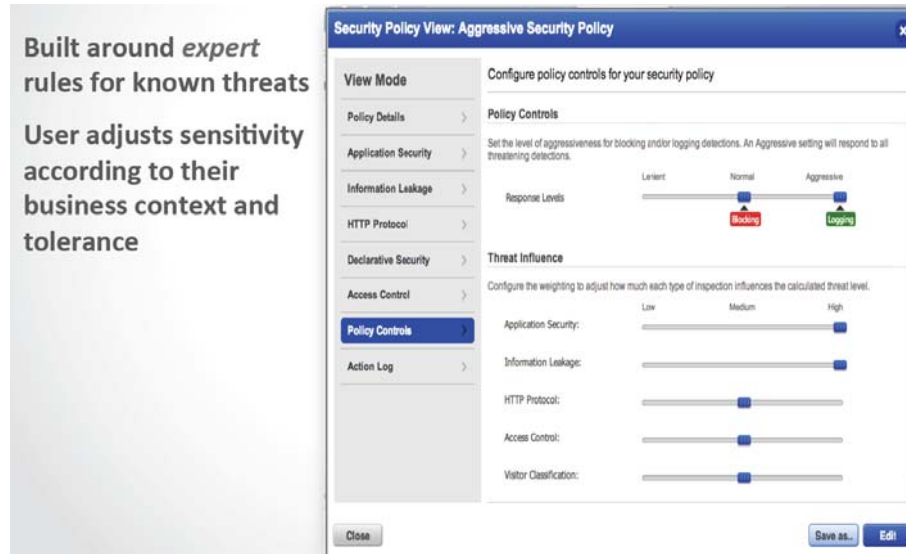 Built around expert
rules for known threats
User adjusts sensitivity
according to their
business context and
tolerance
Security Policy View: Aggressive Security Policy
x
View Mode
Policy Details
Application Security
Information Leakage
HTTP Protocol
Declarative Security
Access Control
Policy Controls
Action Log
Configure policy controls for your security policy
Policy Controls
Set the level of aggressiveness for blocking and/or logging detections. An Aggressive setting will respond to all
threatening detections.
Lenient Normal Aggressive
Response Levels
Blocking Logging
Threat Influence
Configure the weighting to adjust how much each type of inspection influences the calculated threat level.
Low Medium High
Application Security:
Information Leakage:
HTTP Protocol:
Access Control:
Visitor Classification:
Close Save as.. Edit